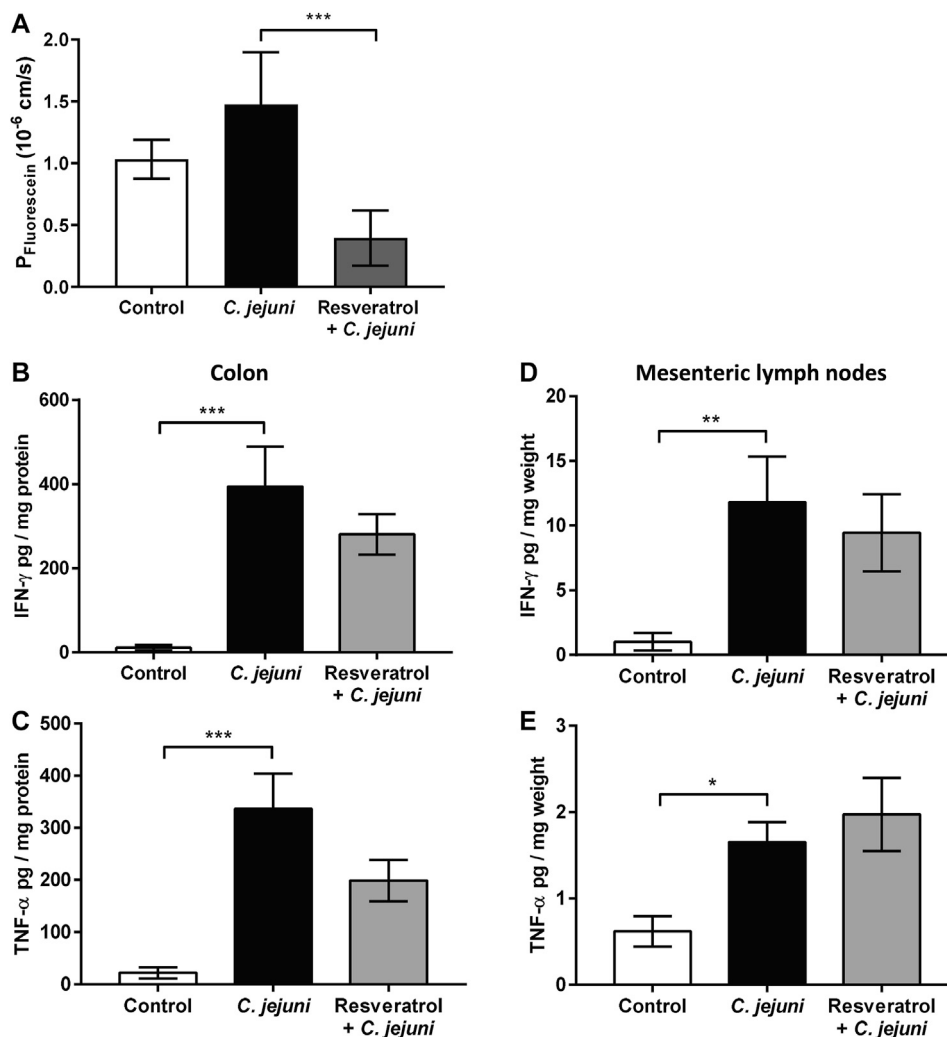 A
***
P Fluorescein (10⁻⁶ cm/s)
2.0
1.5
1.0
0.5
0.0
Control
C. jejuni
Resveratrol
+ C. jejuni
B
Colon
IFN-γ pg / mg protein
600
400
200
0
***
Control
C. jejuni
Resveratrol
+ C. jejuni
D
Mesenteric lymph nodes
IFN-γ pg / mg weight
20
15
10
5
0
**
Control
C. jejuni
Resveratrol
+ C. jejuni
C
TNF-α pg / mg protein
500
400
300
200
100
0
***
Control
C. jejuni
Resveratrol
+ C. jejuni
E
TNF-α pg / mg weight
3
2
1
0
*
Control
C. jejuni
Resveratrol
+ C. jejuni